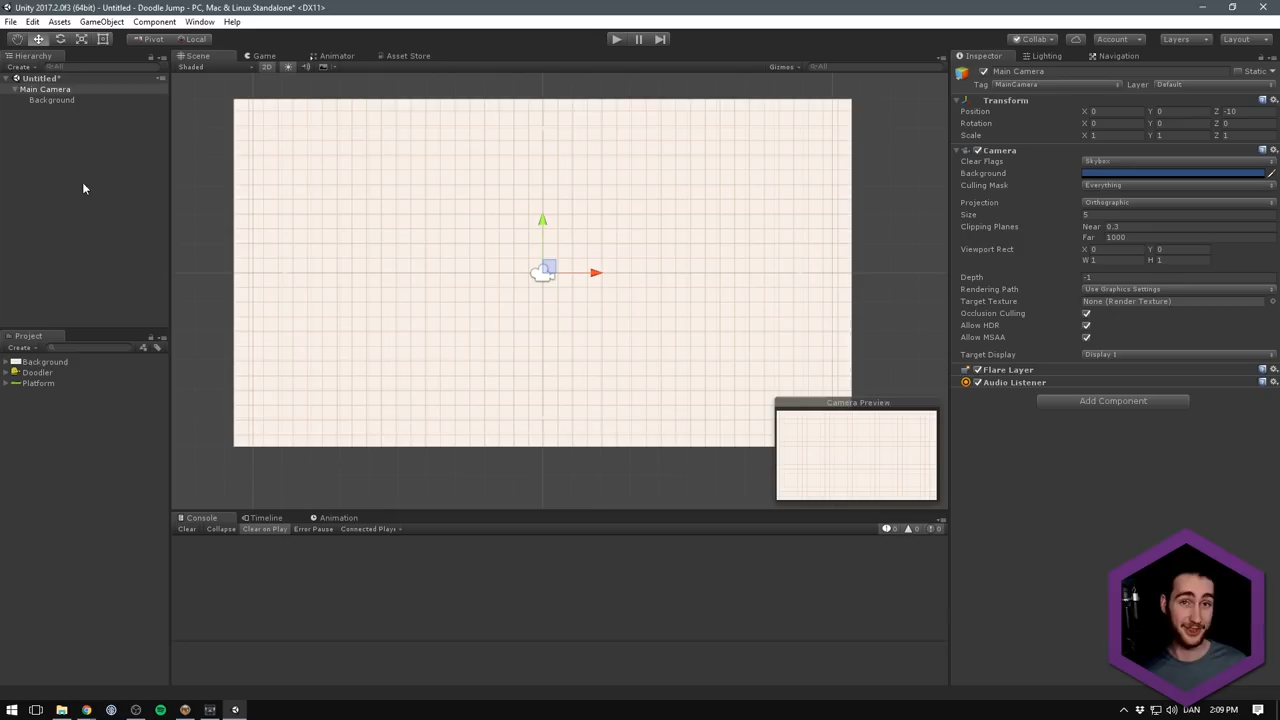 Unity 2017.2.0f3 (64bit) - Untitled - Doodle Jump - PC, Mac & Linux Standalone* <DX11>
File Edit Assets GameObject Component Window Help
Pivot Local Collab Account Layers Layout
Hierarchy Scene Game Animator Asset Store Inspector Lighting Navigation
Create All Shaded 2D Gizmos All
Main Camera Static
Untitled*
Main Camera
Background
Tag MainCamera Layer Default
Transform
Position X 0 Y 0 Z -10
Rotation X 0 Y 0 Z 0
Scale X 1 Y 1 Z 1
Camera
Clear Flags Skybox
Background
Culling Mask Everything
Projection Orthographic
Size 5
Clipping Planes Near 0.3
Far 1000
Viewport Rect X 0 Y 0
W 1 H 1
Depth -1
Rendering Path Use Graphics Settings
Target Texture None (Render Texture)
Occlusion Culling
Allow HDR
Allow MSAA
Target Display Display 1
Flare Layer
Audio Listener
Add Component
Project
Create
Background
Doodler
Platform
Camera Preview
Console Timeline Animation
Clear Collapse Clear on Play Error Pause Connected Player 0 0 0
DAN 2:09 PM